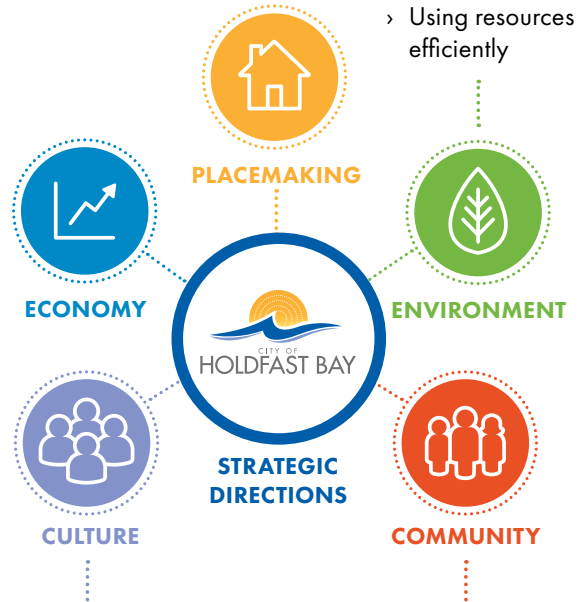 › Using resources
efficiently
PLACEMAKING
ECONOMY
ENVIRONMENT
CITY OF
HOLDFAST BAY
STRATEGIC
DIRECTIONS
CULTURE
COMMUNITY